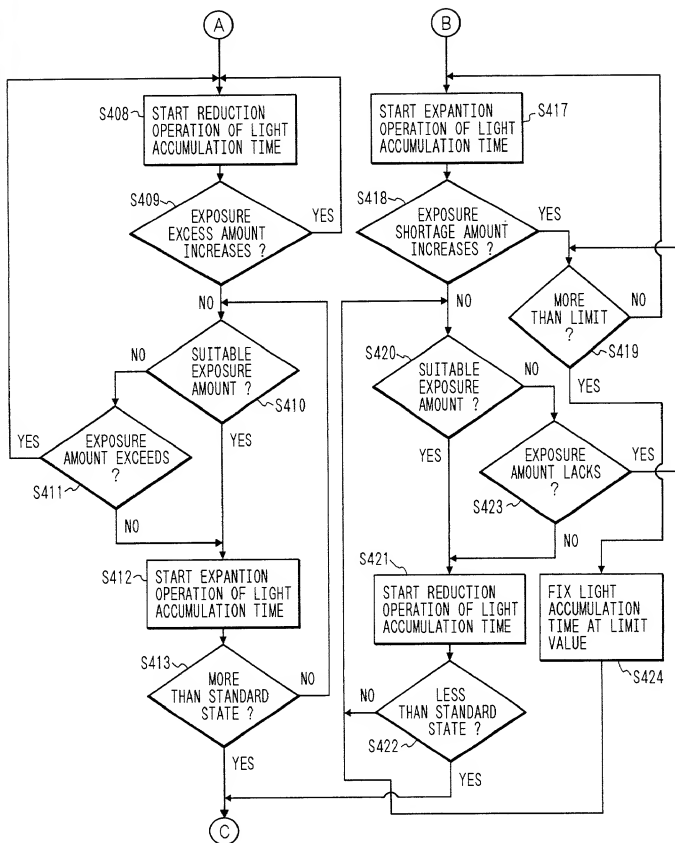 A
S408
START REDUCTION
OPERATION OF LIGHT
ACCUMULATION TIME
S409
EXPOSURE
EXCESS AMOUNT
INCREASES ?
YES
NO
NO
SUITABLE
EXPOSURE
AMOUNT ?
S410
YES
YES
EXPOSURE
AMOUNT EXCEEDS
?
S411
NO
S412
START EXPANTION
OPERATION OF LIGHT
ACCUMULATION TIME
S413
MORE
THAN STANDARD
STATE ?
NO
YES
C
B
START EXPANTION
OPERATION OF LIGHT
ACCUMULATION TIME
S417
S418
EXPOSURE
SHORTAGE AMOUNT
INCREASES ?
YES
NO
MORE
THAN LIMIT
?
NO
S419
YES
S420
SUITABLE
EXPOSURE
AMOUNT ?
NO
YES
EXPOSURE
AMOUNT LACKS
?
YES
S423
NO
S421
START REDUCTION
OPERATION OF LIGHT
ACCUMULATION TIME
FIX LIGHT
ACCUMULATION
TIME AT LIMIT
VALUE
S424
NO
LESS
THAN STANDARD
STATE ?
S422
YES